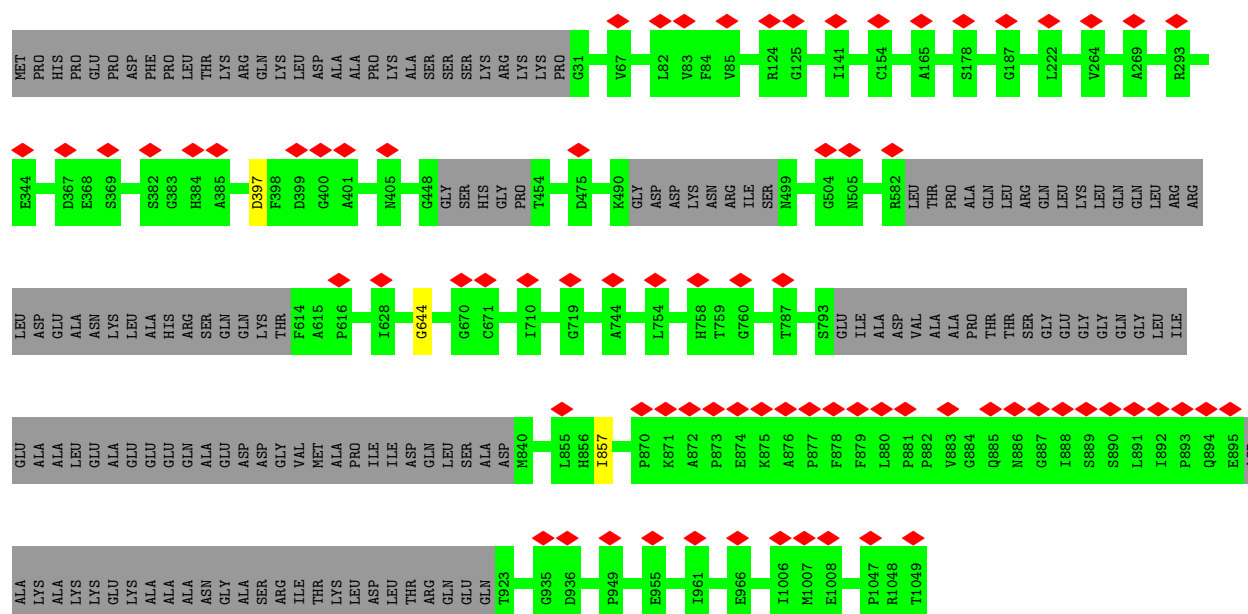 MET PRO HIS PRO GLU PRO ASP PHE PRO LEU THR LYS ARG GLN LYS LEU ASP ALA ALA PRO LYS ALA SER SER SER LYS ARG LYS LYS PRO G31 V67 L82 V83 F84 V85 R124 G125 I141 C154 A165 S178 G187 L222 V264 A269 R293
E344 D367 E368 S369 S382 G383 H384 A385 D397 F398 D399 G400 A401 N405 G448 GLY SER HIS GLY PRO T454 D475 K490 GLY ASP ASP LYS ASN ARG ILE SER N499 G504 N505 R582 LEU THR PRO ALA GLN LEU ARG GLN LEU LYS LEU GLN GLN LEU ARG ARG
LEU ASP GLU ALA ASN LYS LEU ALA HIS ARG SER GLN GLN LYS THR F614 A615 P616 I628 G644 G670 C671 I710 G719 A744 L754 H758 T759 G760 T787 S793 GLU ILE ALA ASP VAL ALA ALA PRO THR THR SER GLY GLU GLY GLY GLN GLY LEU ILE
GLU ALA ALA LEU GLU ALA GLU GLU GLU GLN ALA GLU ASP ASP GLY VAL MET ALA PRO ILE ILE ASP GLN LEU SER ALA ASP M840 L855 H856 I857 P870 K871 A872 P873 E874 K875 A876 P877 F878 F879 L880 P881 P882 V883 G884 Q885 N886 G887 I888 S889 S890 L891 I892 P893 Q894 E895
ALA LYS ALA LYS LYS GLU LYS ALA ALA ALA ASN GLY ALA SER ARG ILE THR LYS LEU ASP LEU THR ARG GLN GLU GLN T923 G935 D936 P949 E955 I961 E966 I1006 M1007 E1008 P1047 R1048 T1049